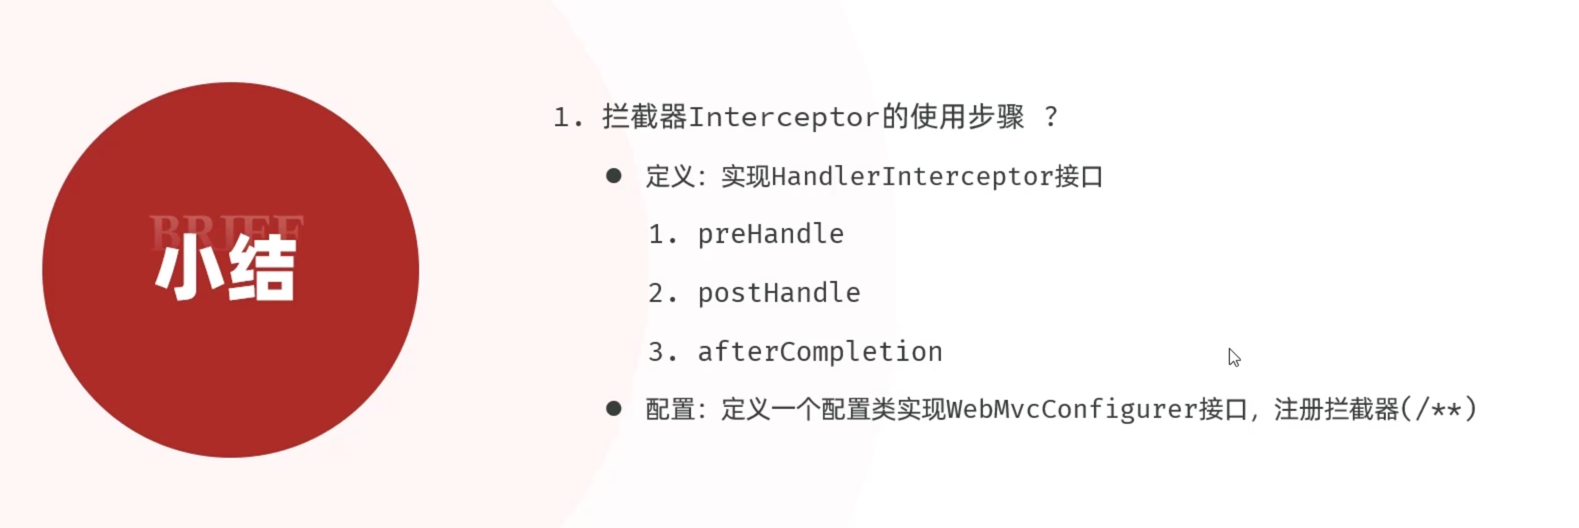 BRIEF
小结
1. 拦截器Interceptor的使用步骤 ?
● 定义：实现HandlerInterceptor接口
1. preHandle
2. postHandle
3. afterCompletion
● 配置：定义一个配置类实现WebMvcConfigurer接口，注册拦截器(/**)